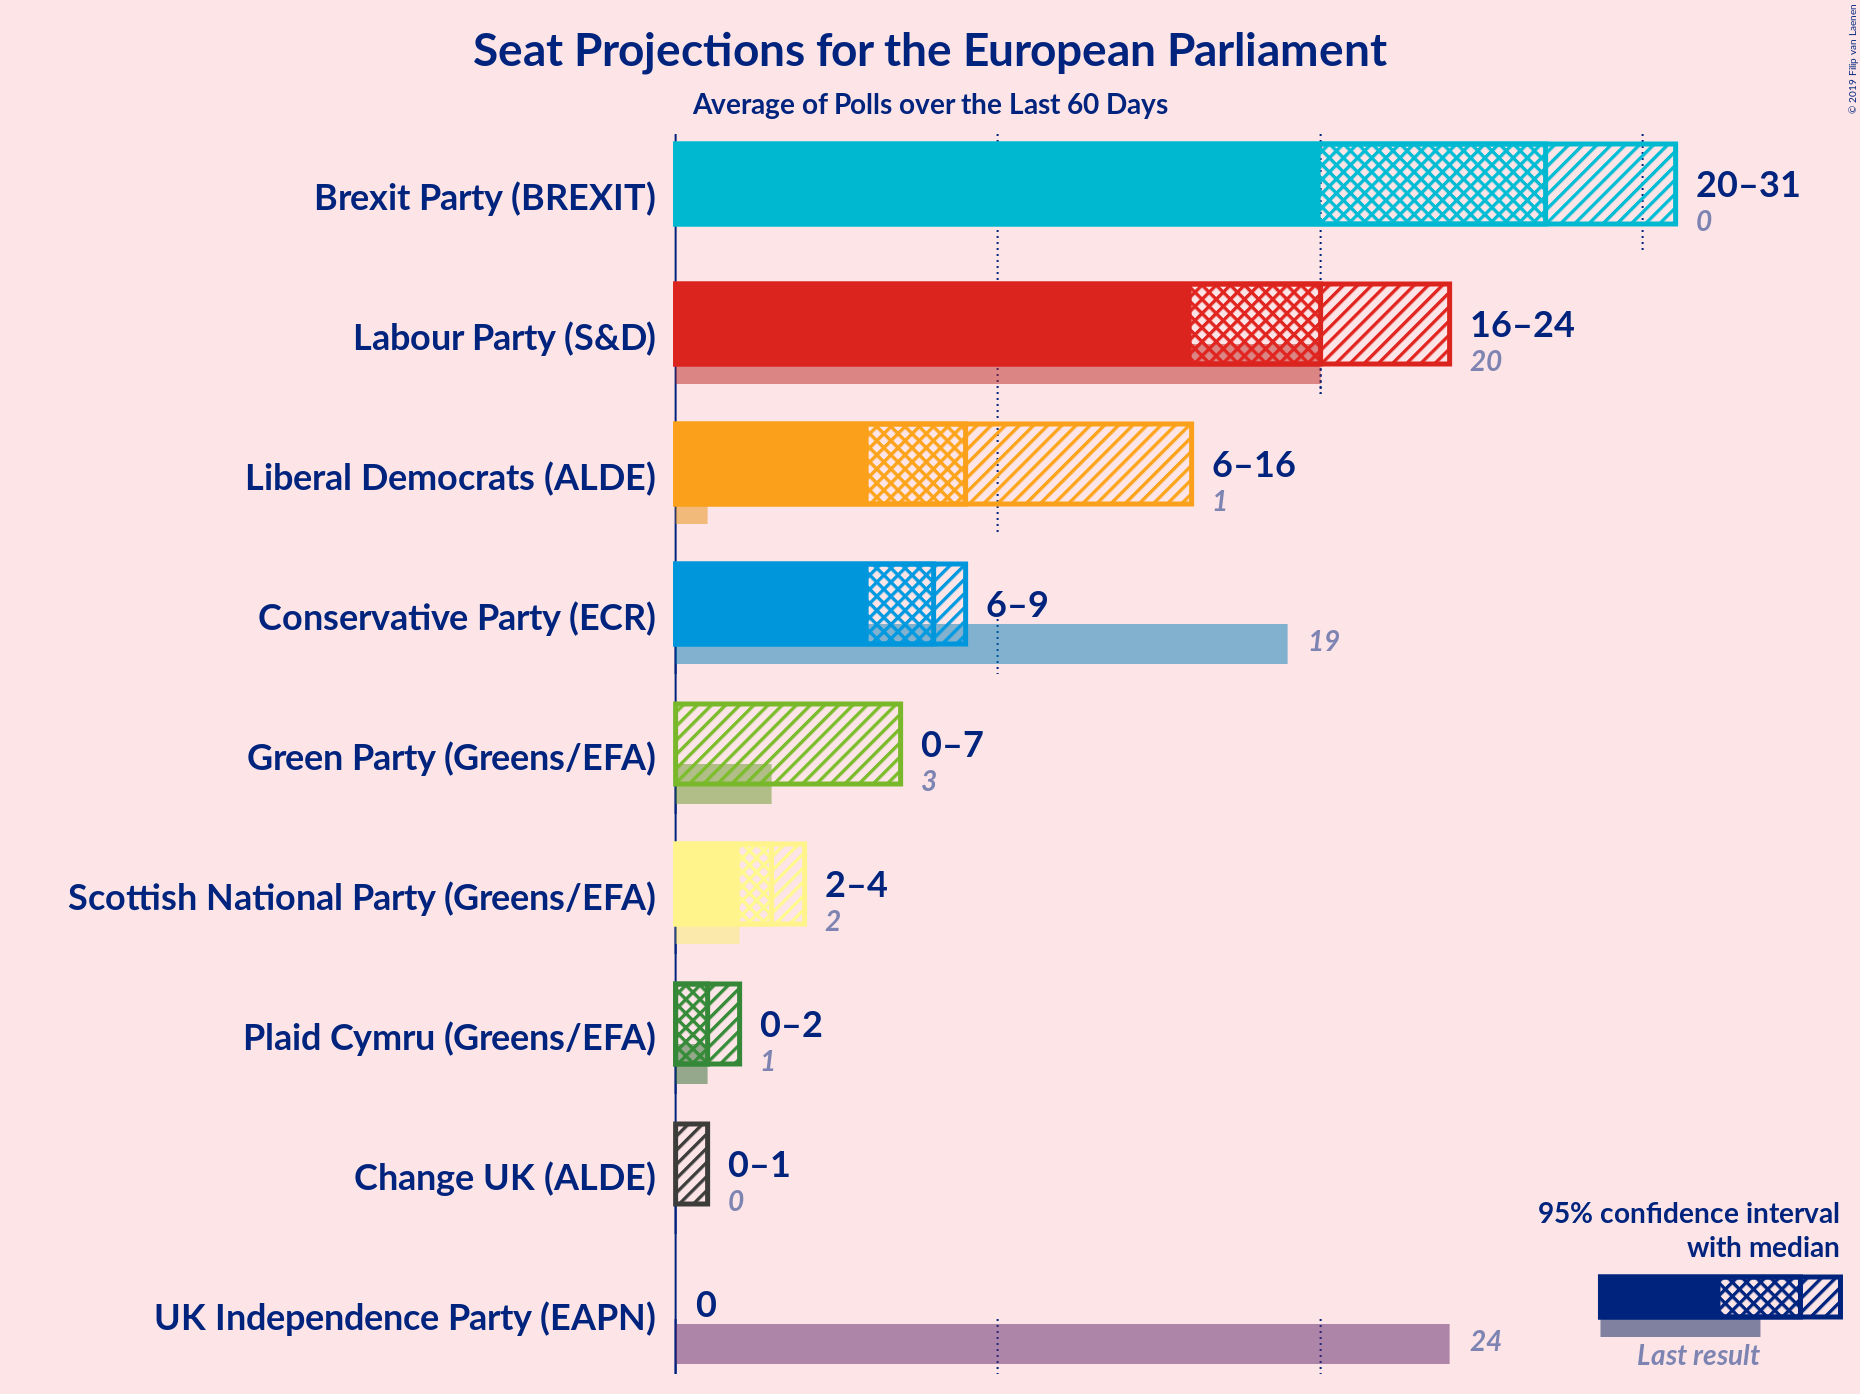 Seat Projections for the European Parliament
Average of Polls over the Last 60 Days
© 2019 Filip van Laenen
Brexit Party (BREXIT)
20–31
0
Labour Party (S&D)
16–24
20
Liberal Democrats (ALDE)
6–16
1
Conservative Party (ECR)
6–9
19
Green Party (Greens/EFA)
0–7
3
Scottish National Party (Greens/EFA)
2–4
2
Plaid Cymru (Greens/EFA)
0–2
1
Change UK (ALDE)
0–1
0
UK Independence Party (EAPN)
0
24
95% confidence interval
with median
Last result